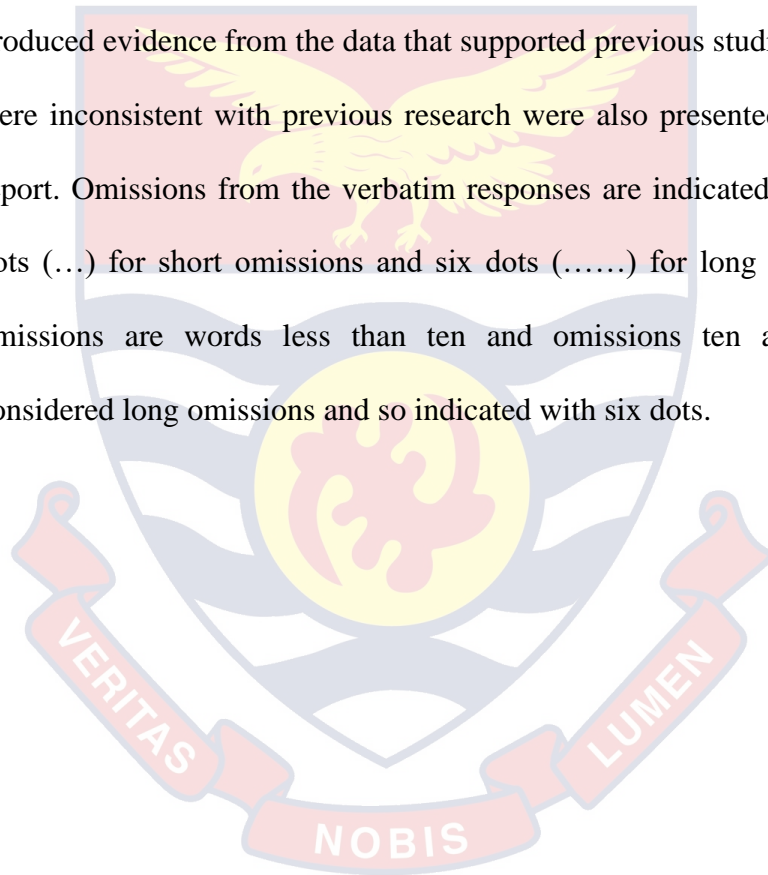 roduced evidence from the data that supported previous studi
ere inconsistent with previous research were also presented
port. Omissions from the verbatim responses are indicated
ots (…) for short omissions and six dots (……) for long
missions are words less than ten and omissions ten a
onsidered long omissions and so indicated with six dots.
VERITAS
NOBIS
LUMEN